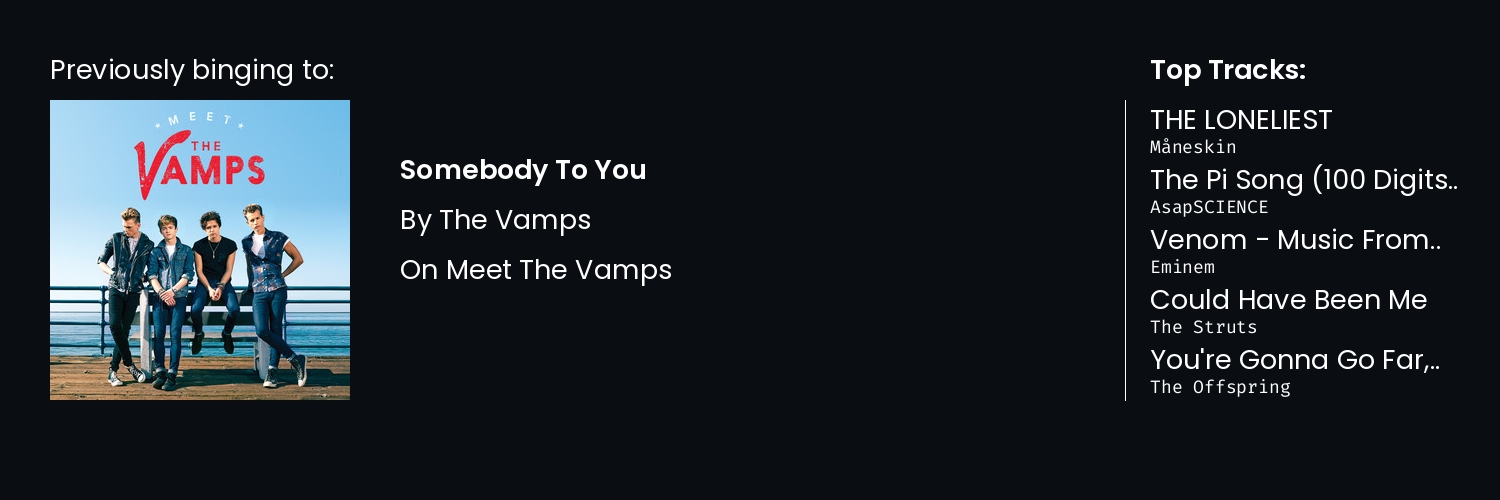 Previously binging to:
* MEET *
THE
VAMPS
Somebody To You
By The Vamps
On Meet The Vamps
Top Tracks:
THE LONELIEST
Måneskin
The Pi Song (100 Digits..
AsapSCIENCE
Venom - Music From..
Eminem
Could Have Been Me
The Struts
You're Gonna Go Far,..
The Offspring